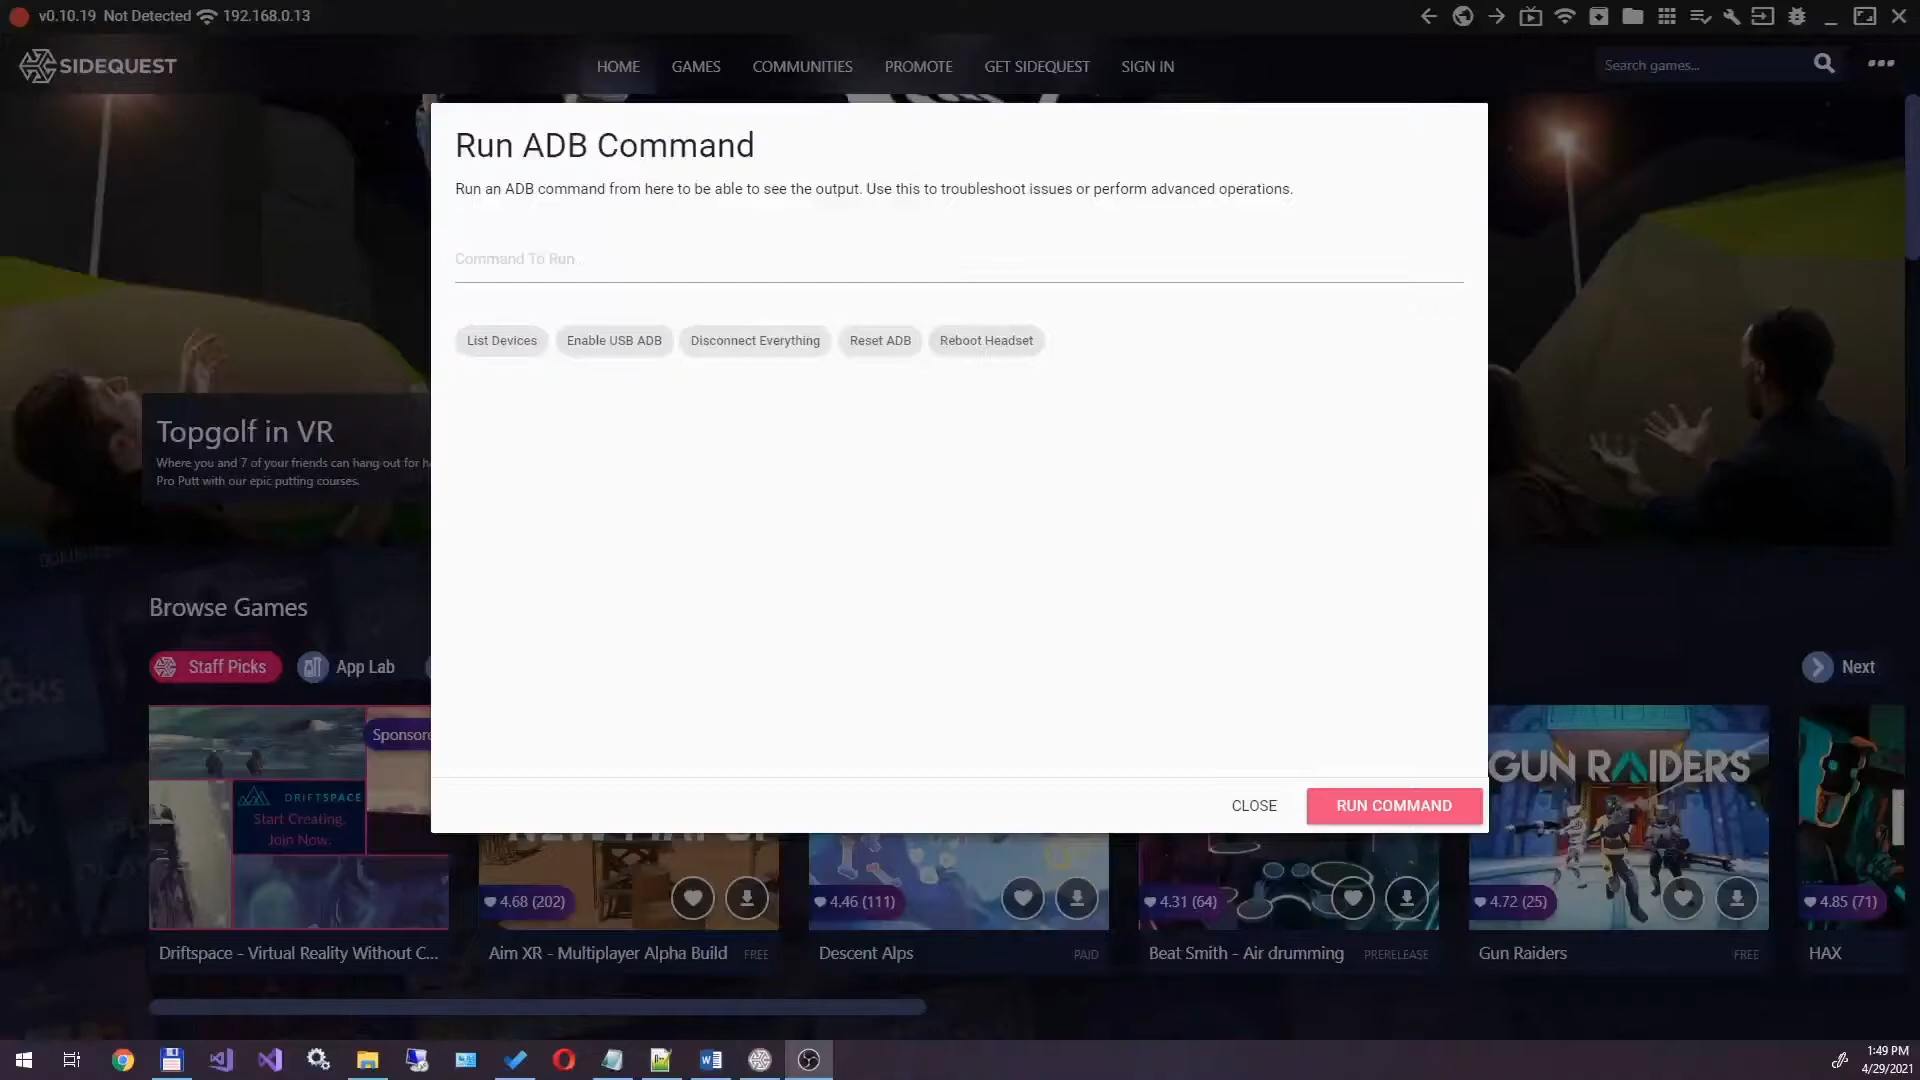 v0.10.19 Not Detected 192.168.0.13
SIDEQUEST
HOME GAMES COMMUNITIES PROMOTE GET SIDEQUEST SIGN IN
Search games...
Run ADB Command
Run an ADB command from here to be able to see the output. Use this to troubleshoot issues or perform advanced operations.
Command To Run...
List Devices Enable USB ADB Disconnect Everything Reset ADB Reboot Headset
Topgolf in VR
Where you and 7 of your friends can hang out for
Pro Putt with our epic putting courses.
Browse Games
Staff Picks App Lab Next
DRIFTSPACE
Start Creating.
Join Now.
GUN RAIDERS
CLOSE RUN COMMAND
4.68 (202) 4.46 (111) 4.31 (64) 4.72 (25) 4.85 (71)
Driftspace - Virtual Reality Without C... Aim XR - Multiplayer Alpha Build FREE Descent Alps PAID Beat Smith - Air drumming PRERELEASE Gun Raiders FREE HAX
1:49 PM
4/29/2021